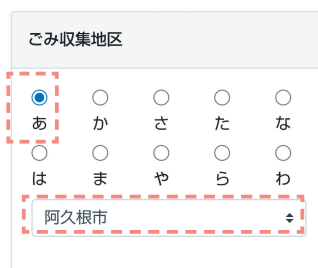 ごみ収集地区
あ か さ た な
は ま や ら わ
阿久根市